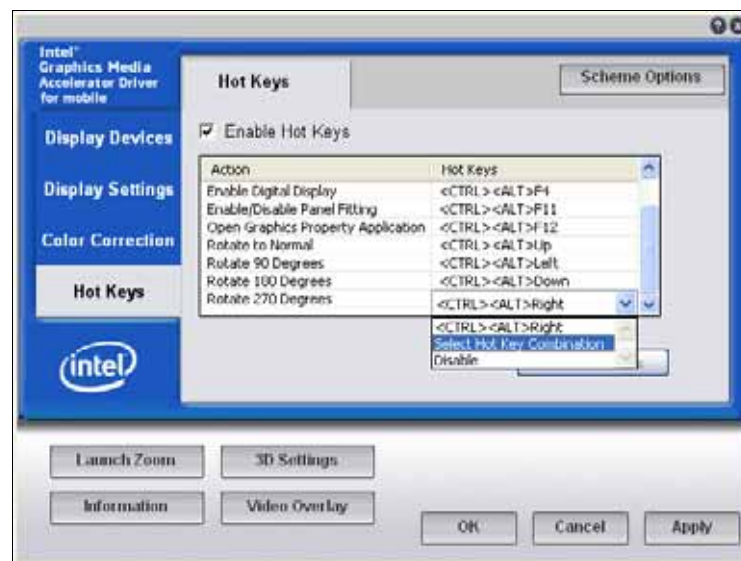 Intel®
Graphics Media
Accelerator Driver
for mobile
Hot Keys
Scheme Options
Display Devices
Display Settings
Color Correction
Hot Keys
intel
Enable Hot Keys
Action Hot Keys
Enable Digital Display <CTRL><ALT>F4
Enable/Disable Panel Fitting <CTRL><ALT>F11
Open Graphics Property Application <CTRL><ALT>F12
Rotate to Normal <CTRL><ALT>Up
Rotate 90 Degrees <CTRL><ALT>Left
Rotate 180 Degrees <CTRL><ALT>Down
Rotate 270 Degrees <CTRL><ALT>Right
<CTRL><ALT>Right
Select Hot Key Combination
Disable
Launch Zoom 3D Settings
Information Video Overlay
OK Cancel Apply